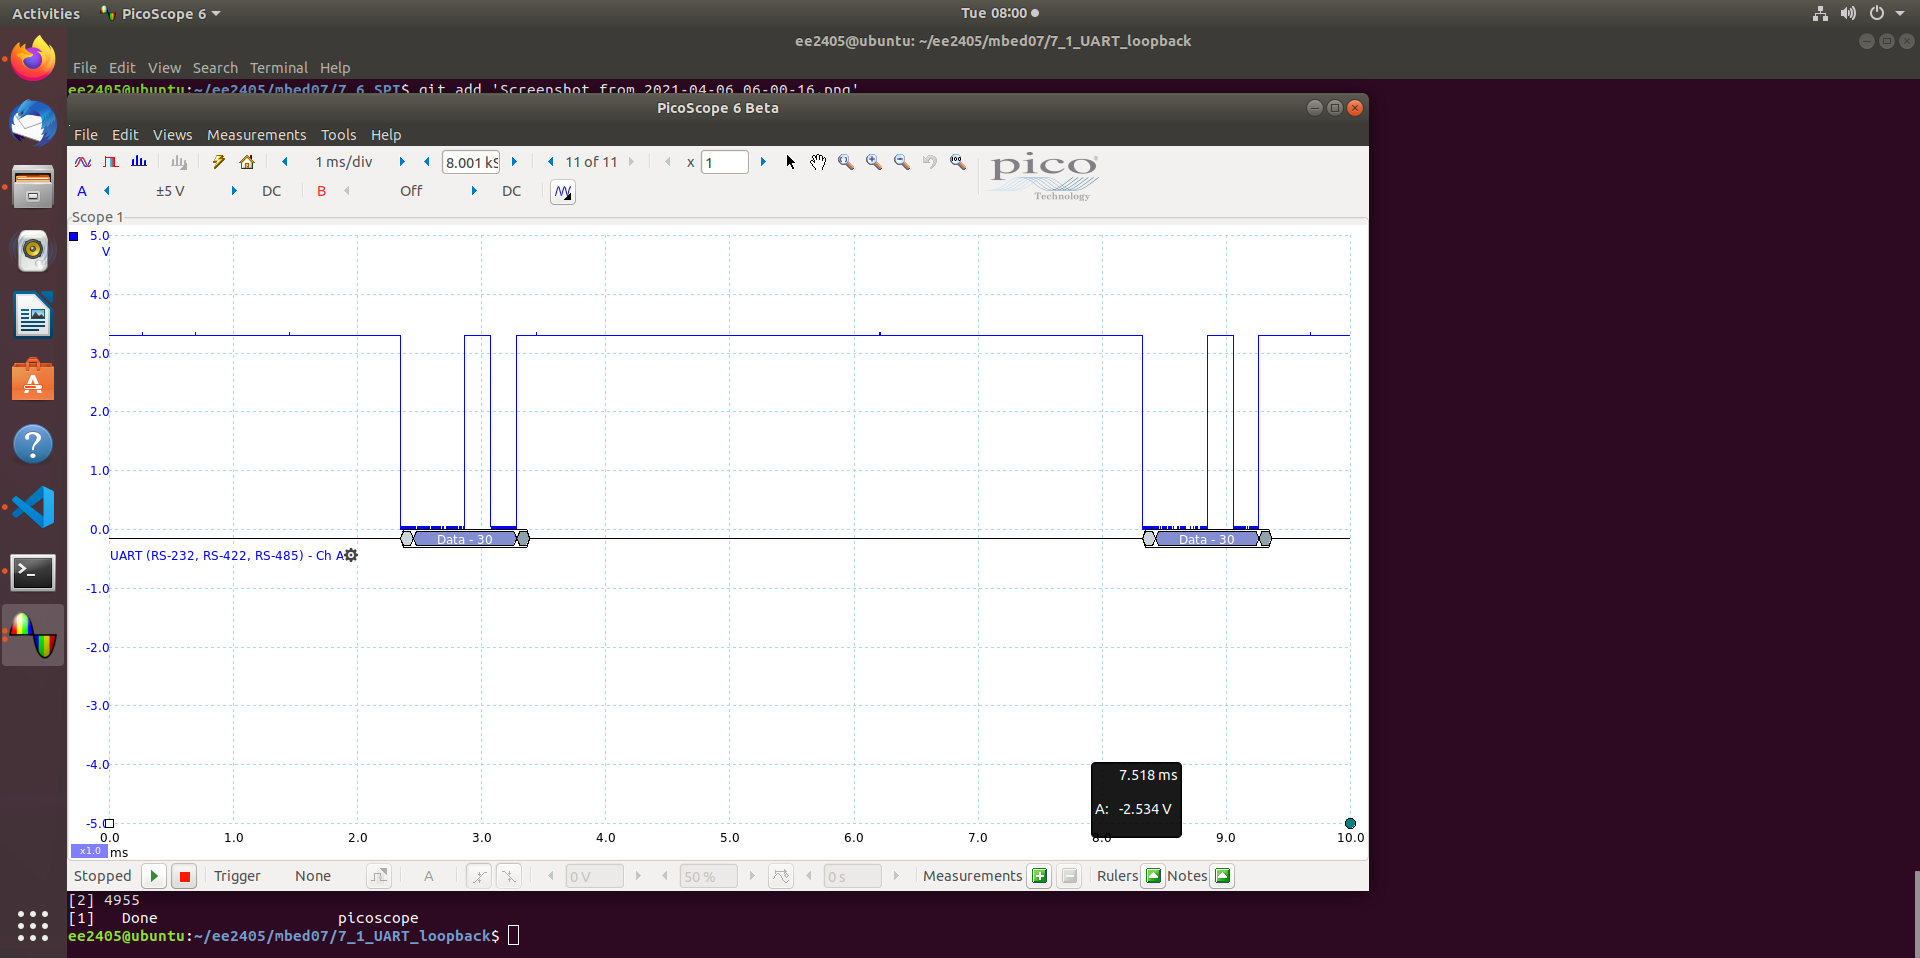 Activities
PicoScope 6
Tue 08:00
ee2405@ubuntu: ~/ee2405/mbed07/7_1_UART_loopback
File Edit View Search Terminal Help
ee2405@ubuntu:~/ee2405/mbed07/7_6_SPI$ git add 'Screenshot from 2021-04-06 06-00-16.png'
PicoScope 6 Beta
File Edit Views Measurements Tools Help
1 ms/div 8.001 kS 11 of 11 x 1
pico
Technology
A ±5 V DC B Off DC
Scope 1
5.0
V
4.0
3.0
2.0
1.0
0.0
Data - 30 Data - 30
UART (RS-232, RS-422, RS-485) - Ch A
-1.0
-2.0
-3.0
-4.0
7.518 ms
A: -2.534 V
-5.0
0.0 1.0 2.0 3.0 4.0 5.0 6.0 7.0 8.0 9.0 10.0
x1.0 ms
Stopped Trigger None A 0 V 50 % 0 s Measurements Rulers Notes
[2] 4955
[1] Done picoscope
ee2405@ubuntu:~/ee2405/mbed07/7_1_UART_loopback$